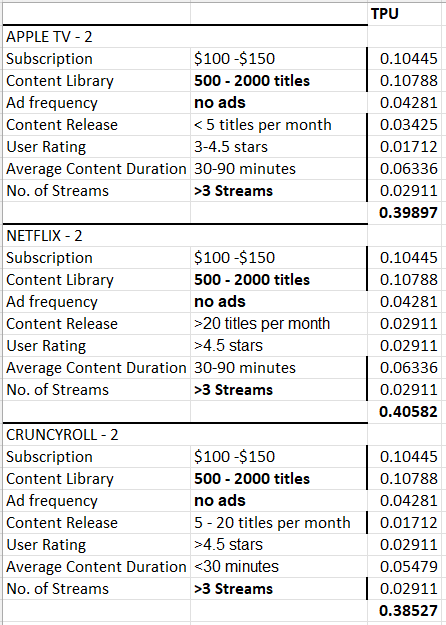 TPU
APPLE TV - 2
Subscription $100 -$150 0.10445
Content Library 500 - 2000 titles 0.10788
Ad frequency no ads 0.04281
Content Release < 5 titles per month 0.03425
User Rating 3-4.5 stars 0.01712
Average Content Duration 30-90 minutes 0.06336
No. of Streams >3 Streams 0.02911
0.39897
NETFLIX - 2
Subscription $100 -$150 0.10445
Content Library 500 - 2000 titles 0.10788
Ad frequency no ads 0.04281
Content Release >20 titles per month 0.02911
User Rating >4.5 stars 0.02911
Average Content Duration 30-90 minutes 0.06336
No. of Streams >3 Streams 0.02911
0.40582
CRUNCYROLL - 2
Subscription $100 -$150 0.10445
Content Library 500 - 2000 titles 0.10788
Ad frequency no ads 0.04281
Content Release 5 - 20 titles per month 0.01712
User Rating >4.5 stars 0.02911
Average Content Duration <30 minutes 0.05479
No. of Streams >3 Streams 0.02911
0.38527